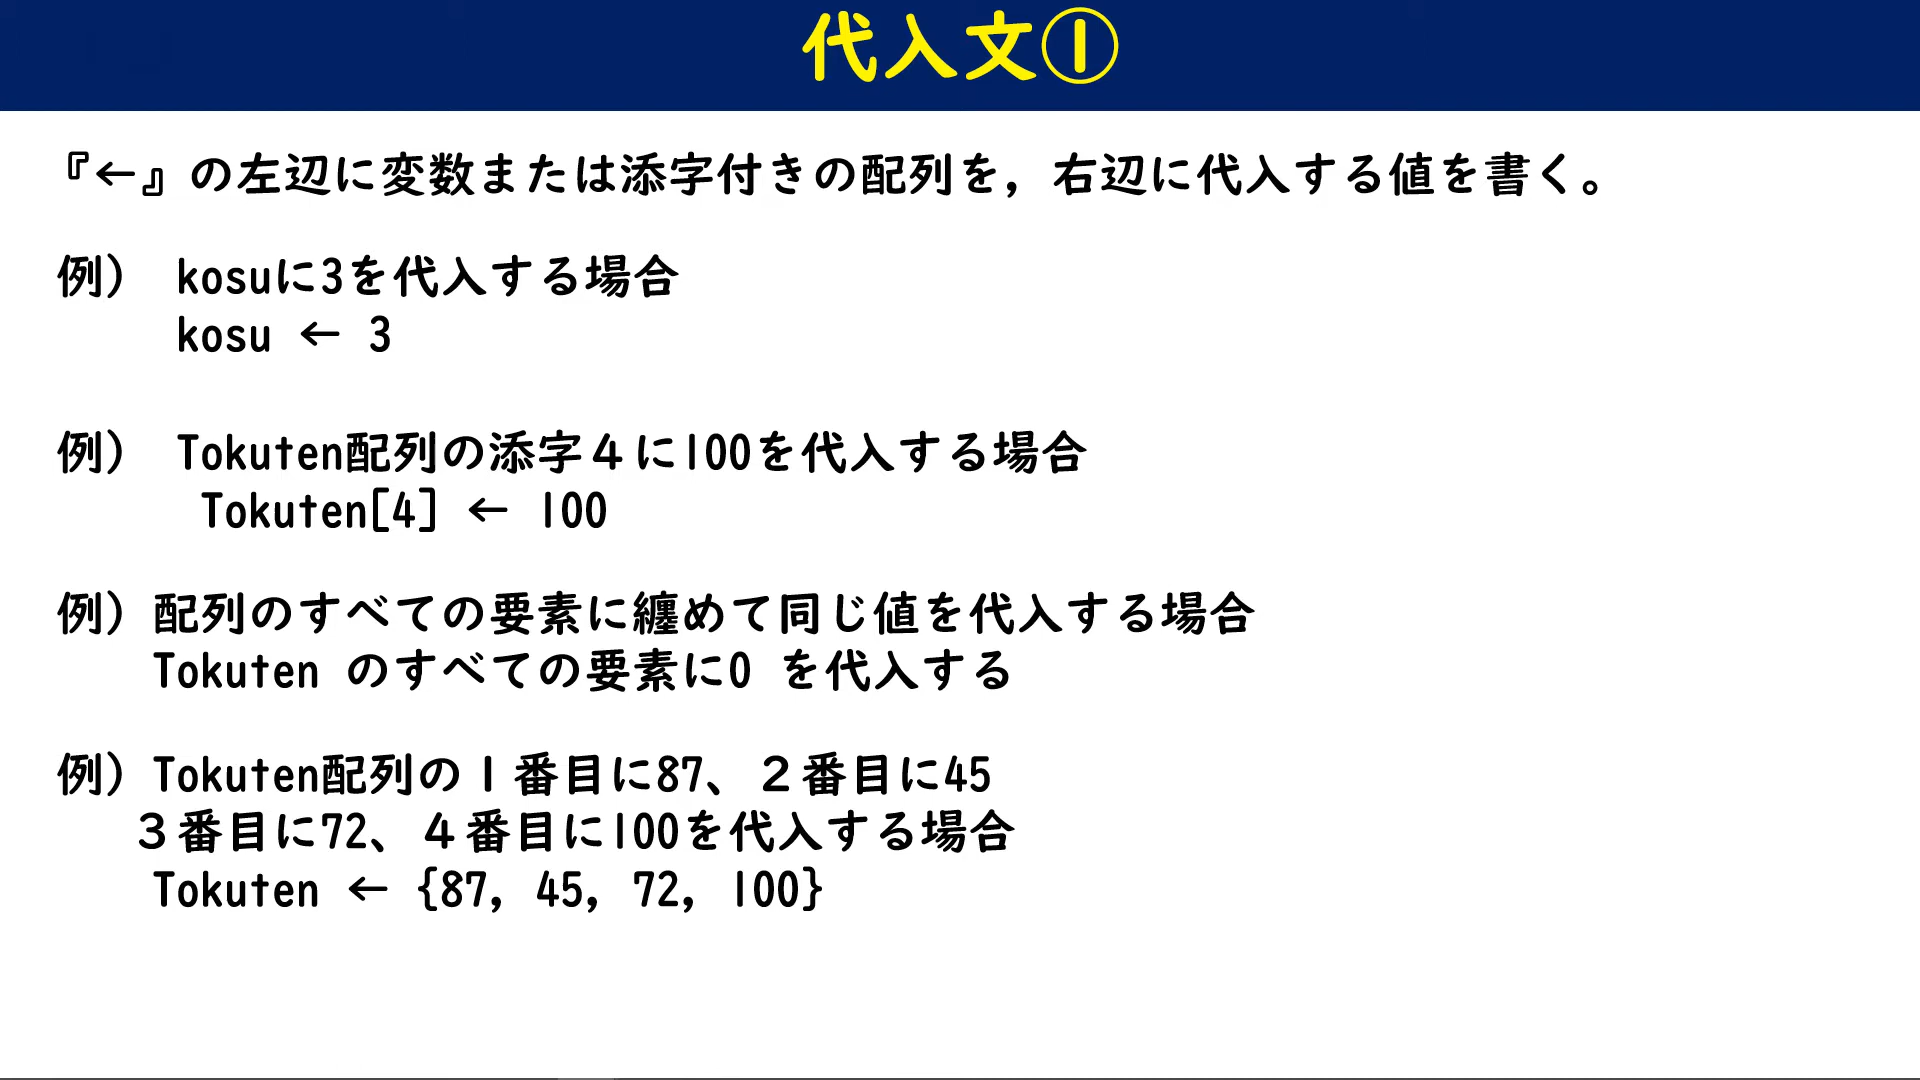 代入文①
『←』の左辺に変数または添字付きの配列を，右辺に代入する値を書く。
例） kosuに3を代入する場合
kosu ← 3
例） Tokuten配列の添字４に100を代入する場合
Tokuten[4] ← 100
例）配列のすべての要素に纏めて同じ値を代入する場合
Tokuten のすべての要素に0 を代入する
例）Tokuten配列の１番目に87、２番目に45
３番目に72、４番目に100を代入する場合
Tokuten ← {87, 45, 72, 100}